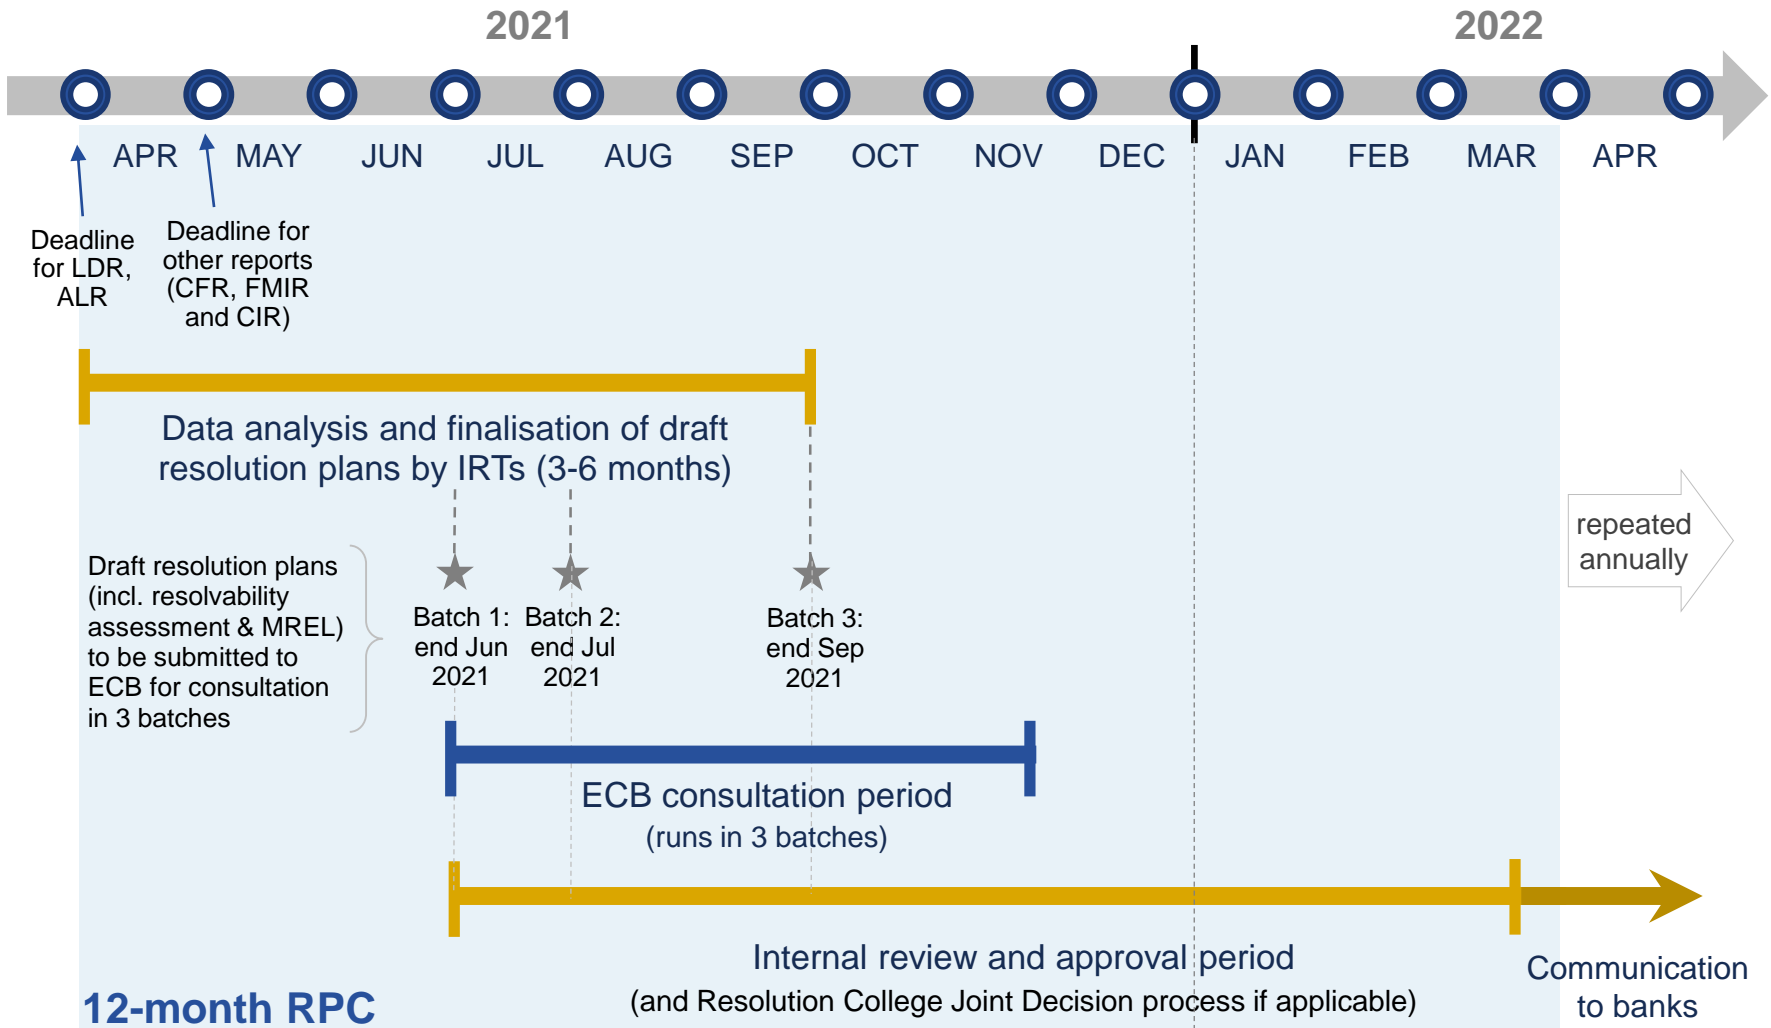 2021
2022
APR
MAY
JUN
JUL
AUG
SEP
OCT
NOV
DEC
JAN
FEB
MAR
APR
Deadline
for LDR,
ALR
Deadline for
other reports
(CFR, FMIR
and CIR)
Data analysis and finalisation of draft
resolution plans by IRTs (3-6 months)
repeated
annually
Draft resolution plans
(incl. resolvability
assessment & MREL)
to be submitted to
ECB for consultation
in 3 batches
Batch 1:
end Jun
2021
Batch 2:
end Jul
2021
Batch 3:
end Sep
2021
ECB consultation period
(runs in 3 batches)
Internal review and approval period
(and Resolution College Joint Decision process if applicable)
Communication
to banks
12-month RPC